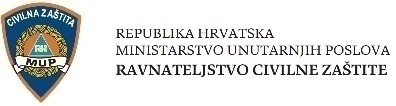 CIVILNA ZAŠTITA
RH
MUP
REPUBLIKA HRVATSKA
MINISTARSTVO UNUTARNJIH POSLOVA
RAVNATELJSTVO CIVILNE ZAŠTITE